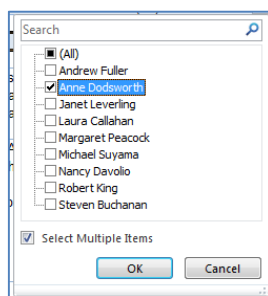 Search
(All)
Andrew Fuller
Anne Dodsworth
Janet Leverling
Laura Callahan
Margaret Peacock
Michael Suyama
Nancy Davolio
Robert King
Steven Buchanan
Select Multiple Items
OK Cancel